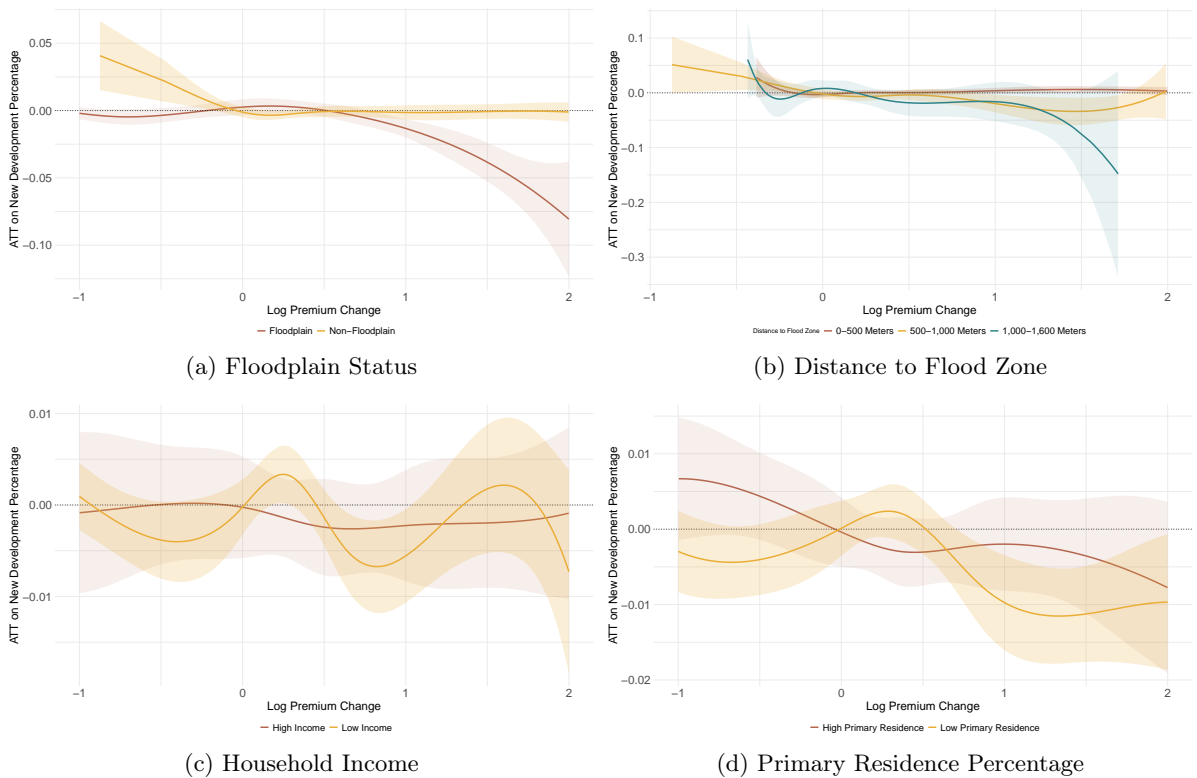 ATT on New Development Percentage
0.05
0.00
−0.05
−0.10
−1
0
1
2
Log Premium Change
Floodplain
Non−Floodplain
(a) Floodplain Status
ATT on New Development Percentage
0.1
0.0
−0.1
−0.2
−0.3
−1
0
1
2
Log Premium Change
Distance to Flood Zone
0−500 Meters
500−1,000 Meters
1,000−1,600 Meters
(b) Distance to Flood Zone
ATT on New Development Percentage
0.01
0.00
−0.01
−1
0
1
2
Log Premium Change
High Income
Low Income
(c) Household Income
ATT on New Development Percentage
0.01
0.00
−0.01
−0.02
−1
0
1
2
Log Premium Change
High Primary Residence
Low Primary Residence
(d) Primary Residence Percentage